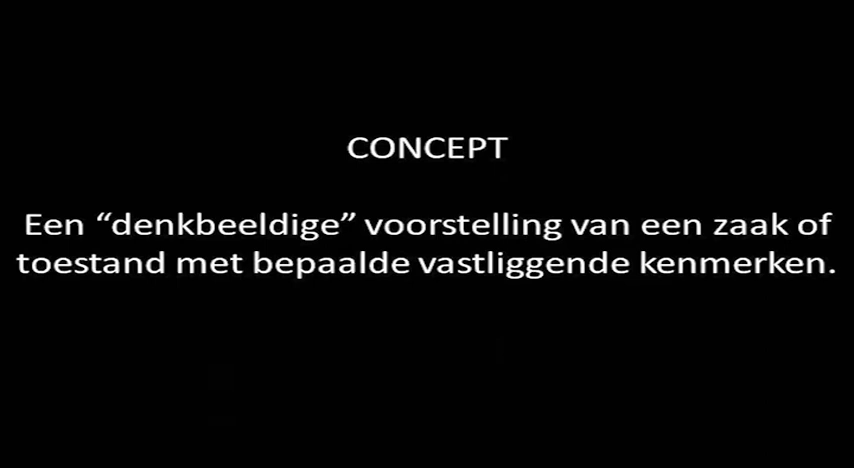 CONCEPT
Een “denkbeeldige” voorstelling van een zaak of
toestand met bepaalde vastliggende kenmerken.